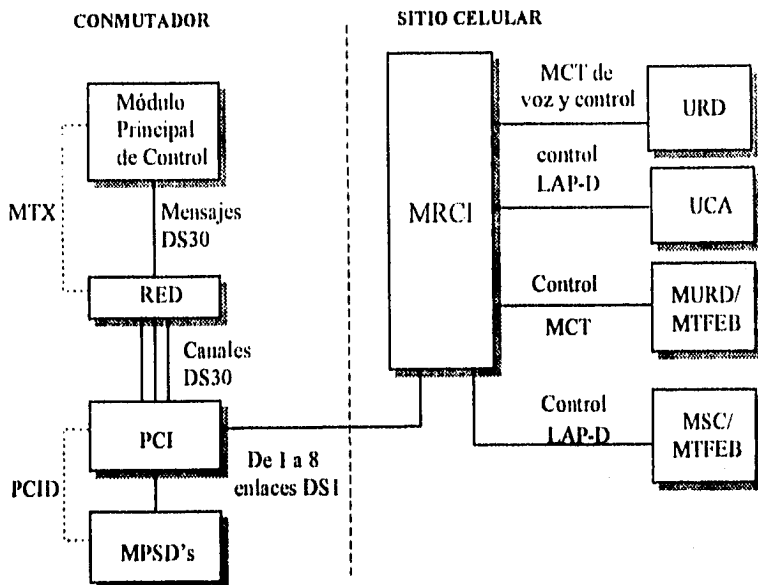 CONMUTADOR
SITIO CELULAR
Módulo
Principal
de Control
MTX
Mensajes
DS30
RED
Canales
DS30
PCI
PCID
De 1 a 8
enlaces DS1
MPSD's
MRCI
MCT de
voz y control
URD
control
LAP-D
UCA
Control
MCT
MURD/
MTFEB
Control
LAP-D
MSC/
MTFEB